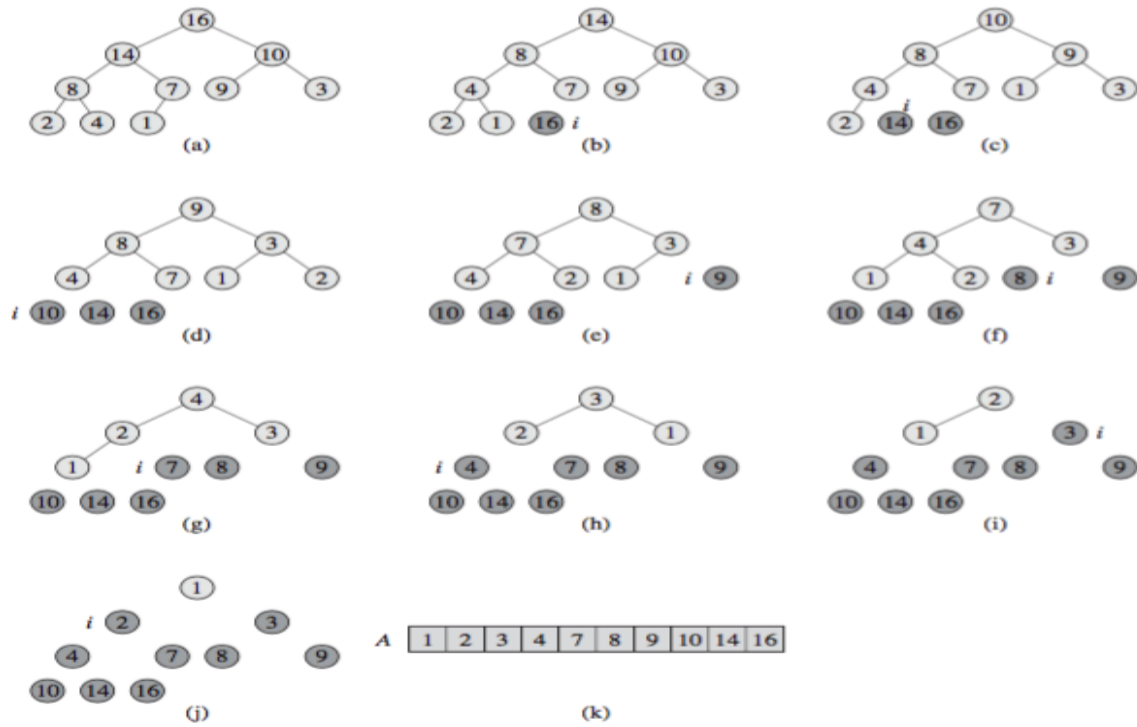 16 14 10
14 10 8 10 8 9
8 7 9 3 4 7 9 3 4 7 1 3
i
2 4 1 2 1 16 i 2 14 16
(a) (b) (c)
9 8 7
8 3 7 3 4 3
4 7 1 2 4 2 1 i 9 1 2 8 i 9
i 10 14 16 10 14 16 10 14 16
(d) (e) (f)
4 3 2
2 3 2 1 1 3 i
1 i 7 8 9 i 4 7 8 9 4 7 8 9
10 14 16 10 14 16 10 14 16
(g) (h) (i)
1
i 2 3
A 1 2 3 4 7 8 9 10 14 16
4 7 8 9
10 14 16
(j) (k)